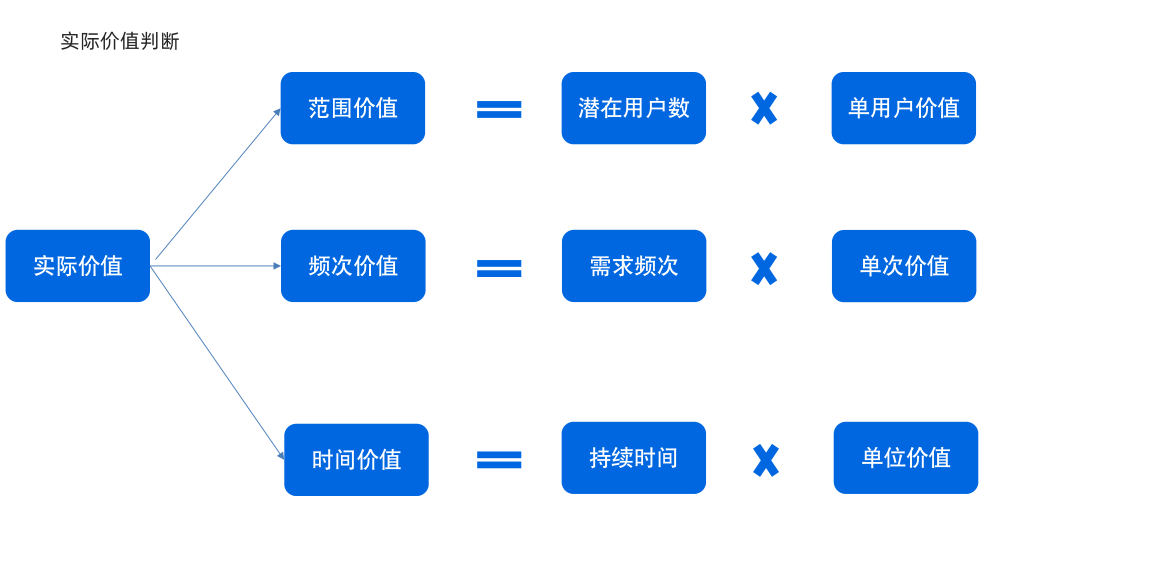 实际价值判断
范围价值
潜在用户数
单用户价值
实际价值
频次价值
需求频次
单次价值
时间价值
持续时间
单位价值